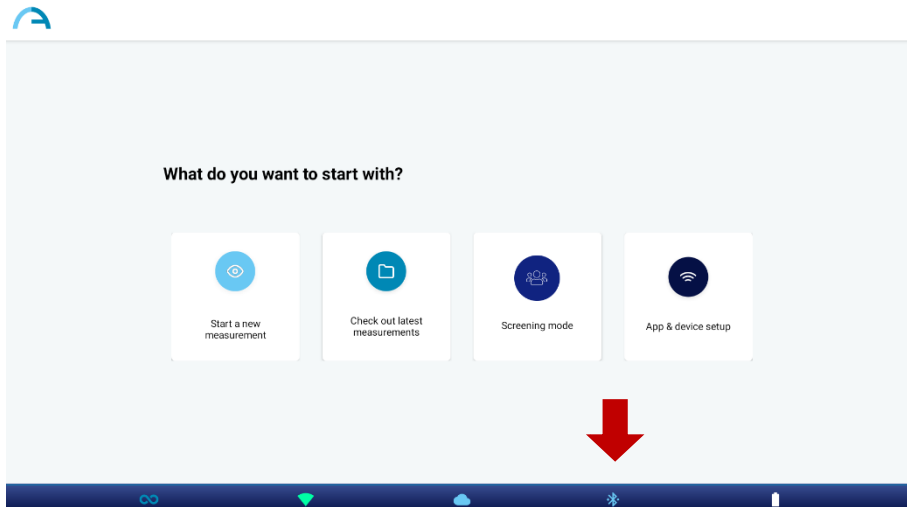 What do you want to start with?
Start a new
measurement
Check out latest
measurements
Screening mode
App & device setup